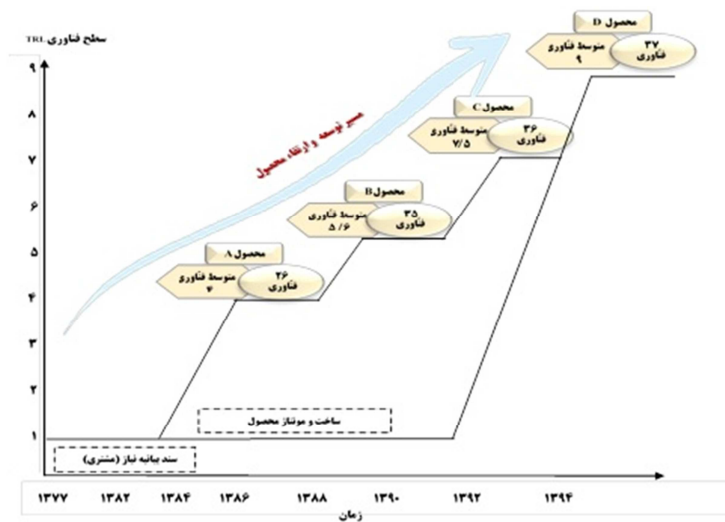 سطح فناوری TRL
محصول D
۳۷
فناوری
متوسط فناوری
۹
محصول C
۳۶
فناوری
متوسط فناوری
۷/۵
محصول B
۳۵
فناوری
متوسط فناوری
۵/۶
محصول A
۲۶
فناوری
متوسط فناوری
۴
مسیر توسعه و ارتقاء محصول
۹
۸
۷
۶
۵
۴
۳
۲
۱
ساخت و مونتاژ محصول
سند بیانیه نیاز (مشتری)
۱۳۷۷ ۱۳۸۲ ۱۳۸۴ ۱۳۸۶ ۱۳۸۸ ۱۳۹۰ ۱۳۹۲ ۱۳۹۴
زمان